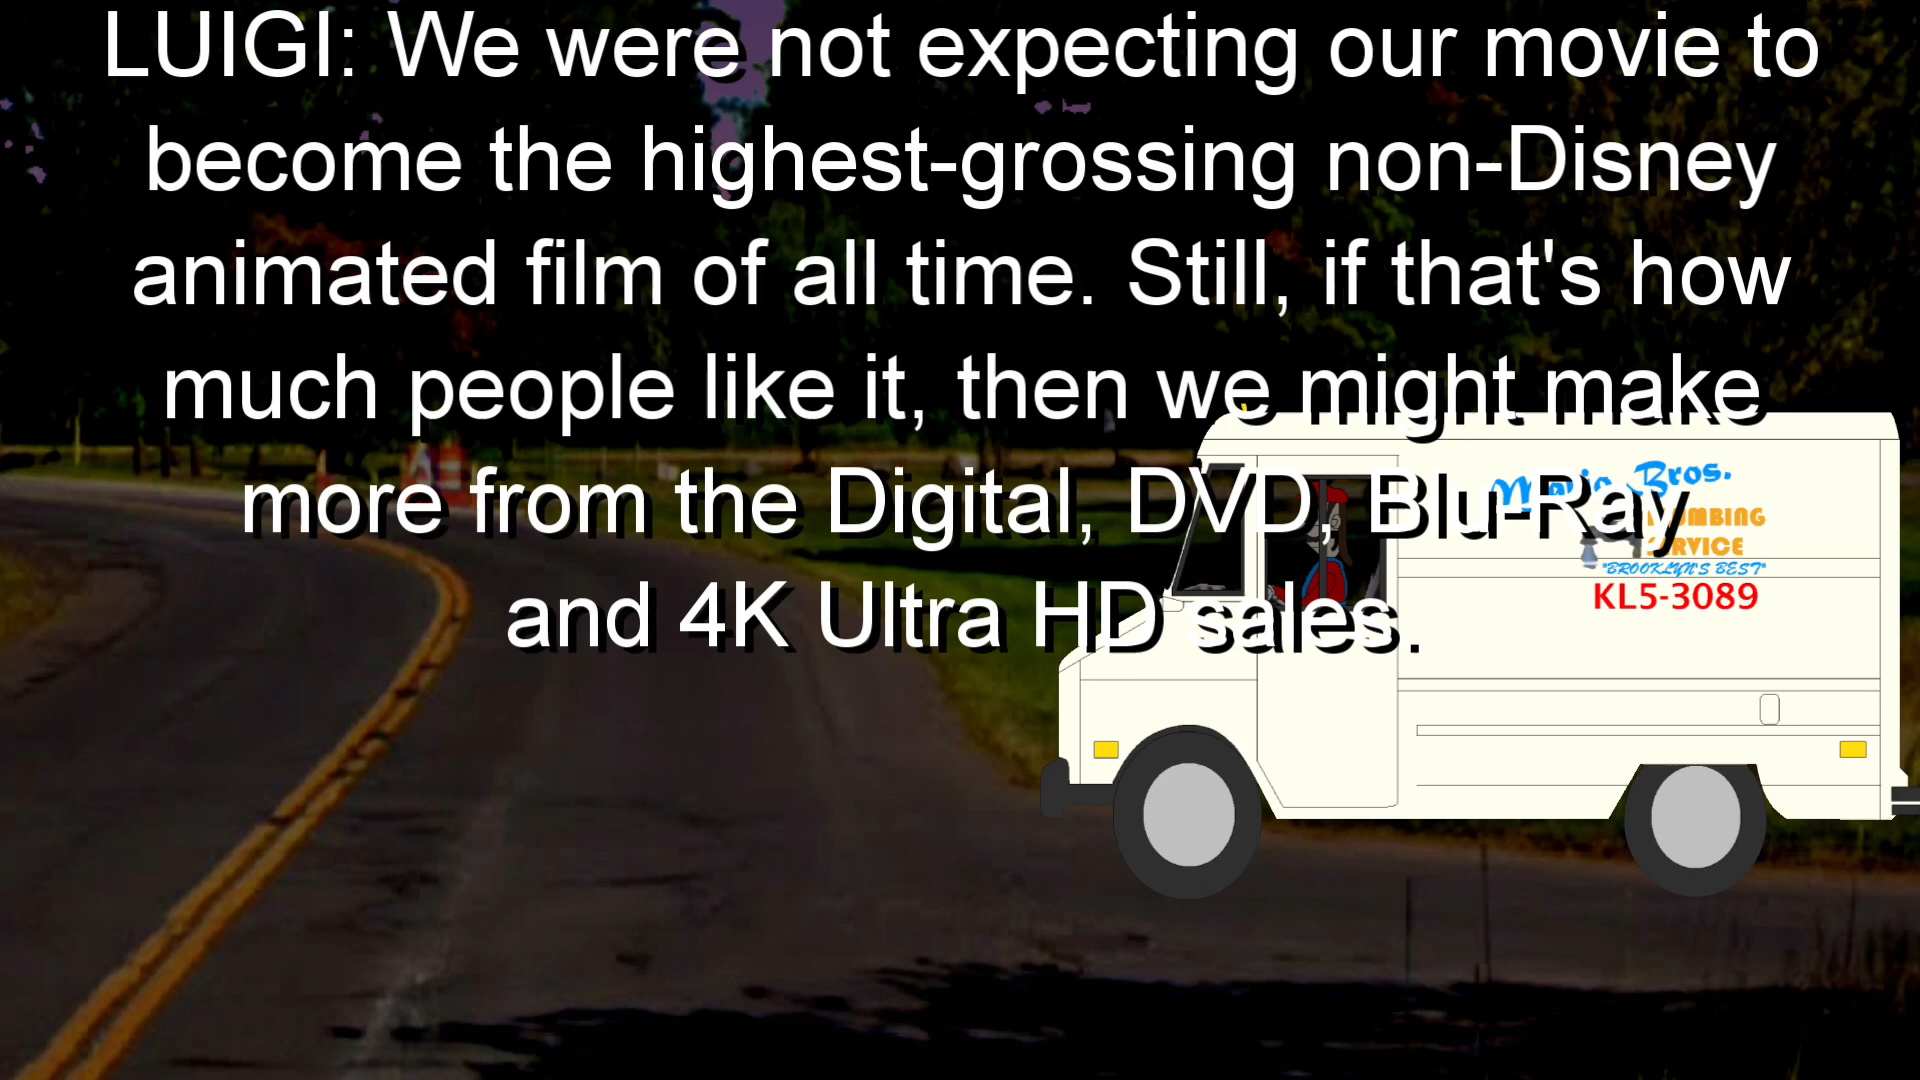 LUIGI: We were not expecting our movie to
become the highest-grossing non-Disney
animated film of all time. Still, if that's how
much people like it, then we might make
more from the Digital, DVD, Blu-Ray
and 4K Ultra HD sales.
Mario Bros.
"BROOKLYN'S BEST"
KL5-3089